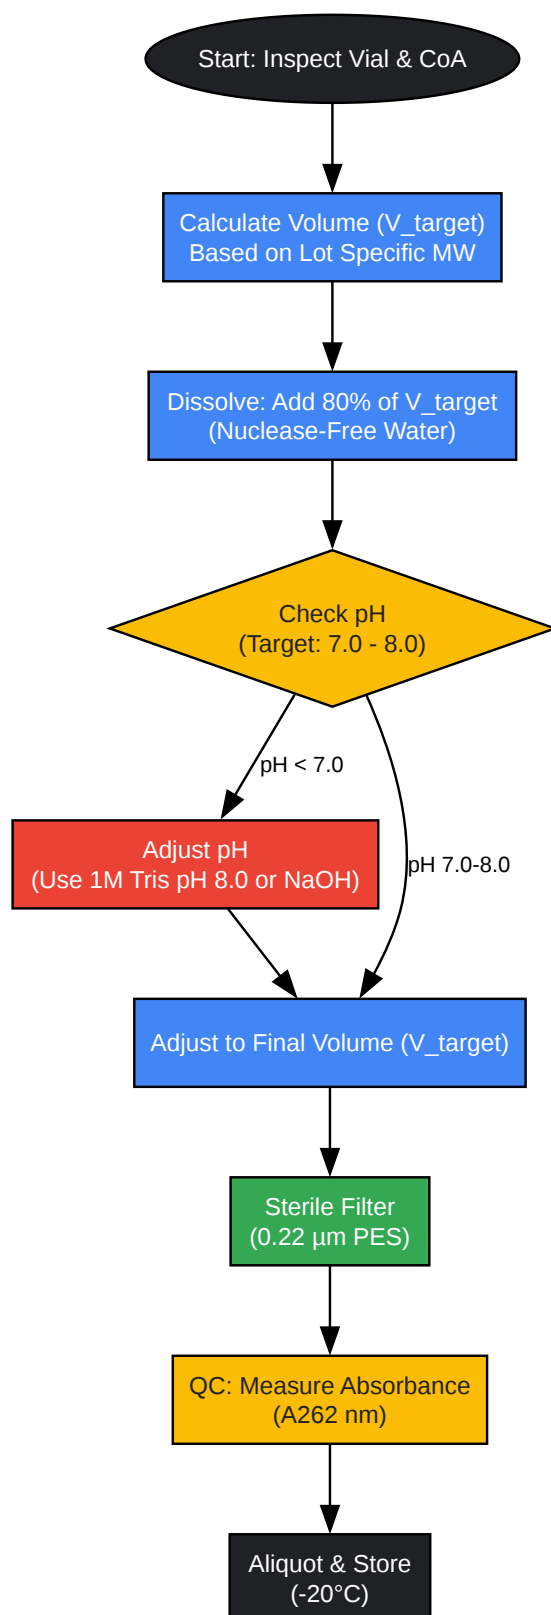 Start: Inspect Vial & CoA
Calculate Volume (V_target)
Based on Lot Specific MW
Dissolve: Add 80% of V_target
(Nuclease-Free Water)
Check pH
(Target: 7.0 - 8.0)
pH < 7.0
Adjust pH
(Use 1M Tris pH 8.0 or NaOH)
pH 7.0-8.0
Adjust to Final Volume (V_target)
Sterile Filter
(0.22 µm PES)
QC: Measure Absorbance
(A262 nm)
Aliquot & Store
(-20°C)